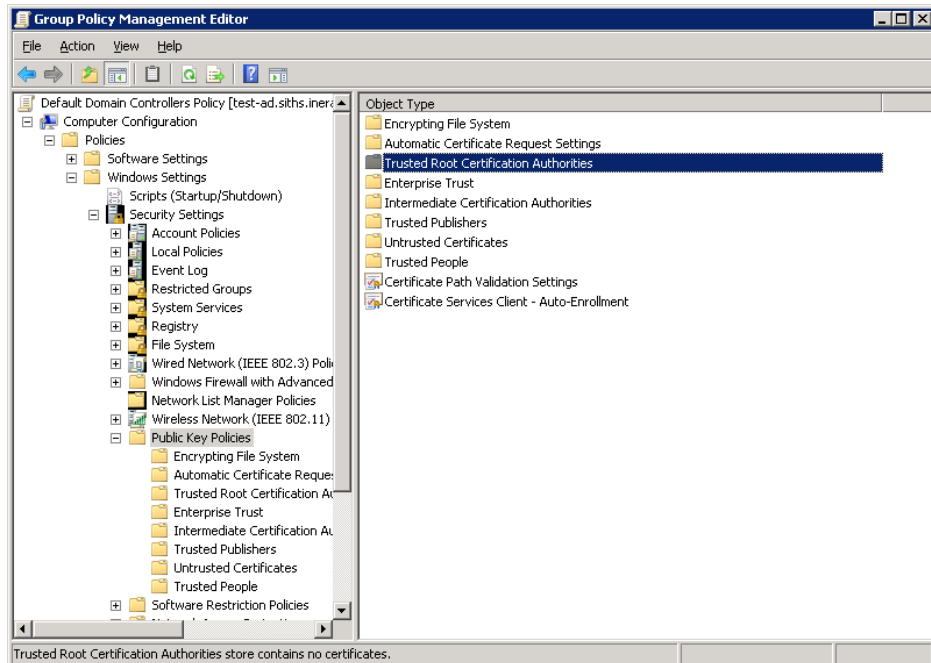 Group Policy Management Editor
File Action View Help
Default Domain Controllers Policy [test-ad.siths.iner
Computer Configuration
Policies
Software Settings
Windows Settings
Scripts (Startup/Shutdown)
Security Settings
Account Policies
Local Policies
Event Log
Restricted Groups
System Services
Registry
File System
Wired Network (IEEE 802.3) Poli
Windows Firewall with Advanced
Network List Manager Policies
Wireless Network (IEEE 802.11)
Public Key Policies
Encrypting File System
Automatic Certificate Reques
Trusted Root Certification Au
Enterprise Trust
Intermediate Certification Au
Trusted Publishers
Untrusted Certificates
Trusted People
Software Restriction Policies
Object Type
Encrypting File System
Automatic Certificate Request Settings
Trusted Root Certification Authorities
Enterprise Trust
Intermediate Certification Authorities
Trusted Publishers
Untrusted Certificates
Trusted People
Certificate Path Validation Settings
Certificate Services Client - Auto-Enrollment
Trusted Root Certification Authorities store contains no certificates.